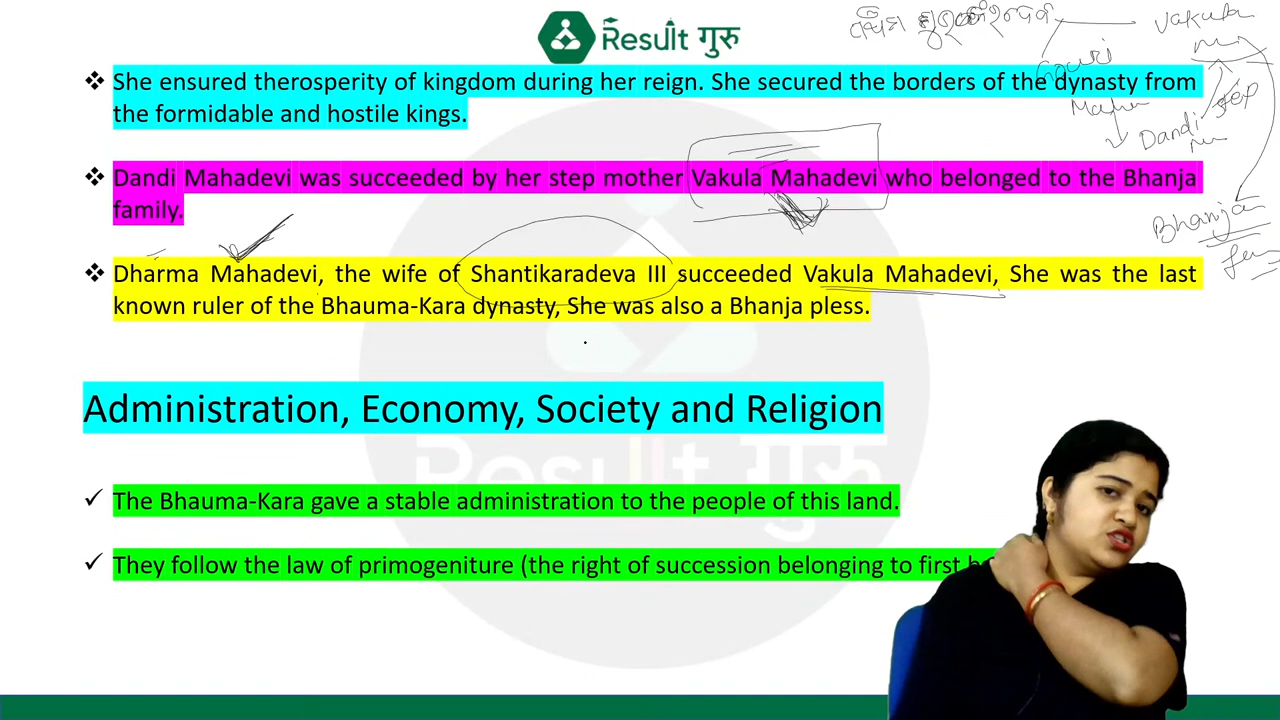 Result गुरु
She ensured therosperity of kingdom during her reign. She secured the borders of the dynasty from
the formidable and hostile kings.
Dandi Mahadevi was succeeded by her step mother Vakula Mahadevi who belonged to the Bhanja
family.
Dharma Mahadevi, the wife of Shantikaradeva III succeeded Vakula Mahadevi, She was the last
known ruler of the Bhauma-Kara dynasty, She was also a Bhanja pless.
Administration, Economy, Society and Religion
The Bhauma-Kara gave a stable administration to the people of this land.
They follow the law of primogeniture (the right of succession belonging to first
Vakula
Gouri
Dandi
step
Bhanja
Result गुरु